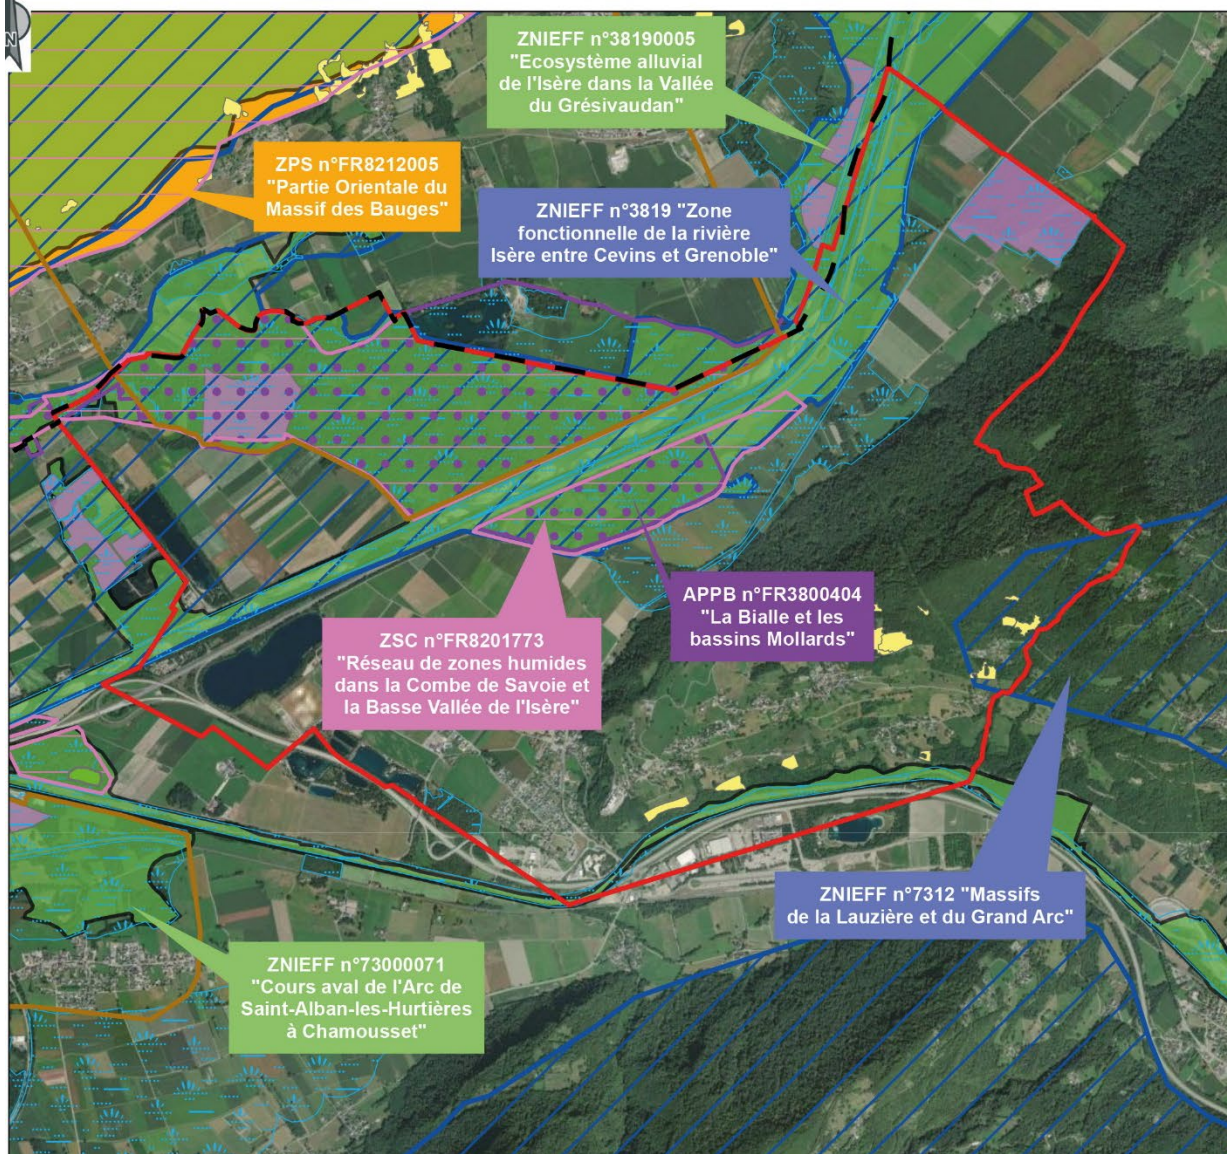 N
ZNIEFF n°38190005
"Ecosystème alluvial
de l'Isère dans la Vallée
du Grésivaudan"
ZPS n°FR8212005
"Partie Orientale du
Massif des Bauges"
ZNIEFF n°3819 "Zone
fonctionnelle de la rivière
Isère entre Cevins et Grenoble"
APPB n°FR3800404
"La Bialle et les
bassins Mollards"
ZSC n°FR8201773
"Réseau de zones humides
dans la Combe de Savoie et
la Basse Vallée de l'Isère"
ZNIEFF n°7312 "Massifs
de la Lauzière et du Grand Arc"
ZNIEFF n°73000071
"Cours aval de l'Arc de
Saint-Alban-les-Hurtières
à Chamousset"